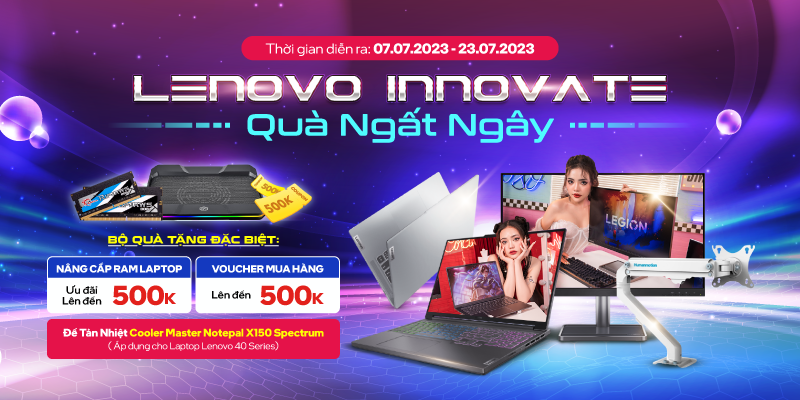 Thời gian diễn ra: 07.07.2023 - 23.07.2023
LENOVO INNOVATE
Quà Ngất Ngây
500K
500K
BỘ QUÀ TẶNG ĐẶC BIỆT:
NÂNG CẤP RAM LAPTOP
Ưu đãi
Lên đến 500K
VOUCHER MUA HÀNG
Lên đến 500K
Đế Tản Nhiệt Cooler Master Notepal X150 Spectrum
( Áp dụng cho Laptop Lenovo 40 Series)
LEGION